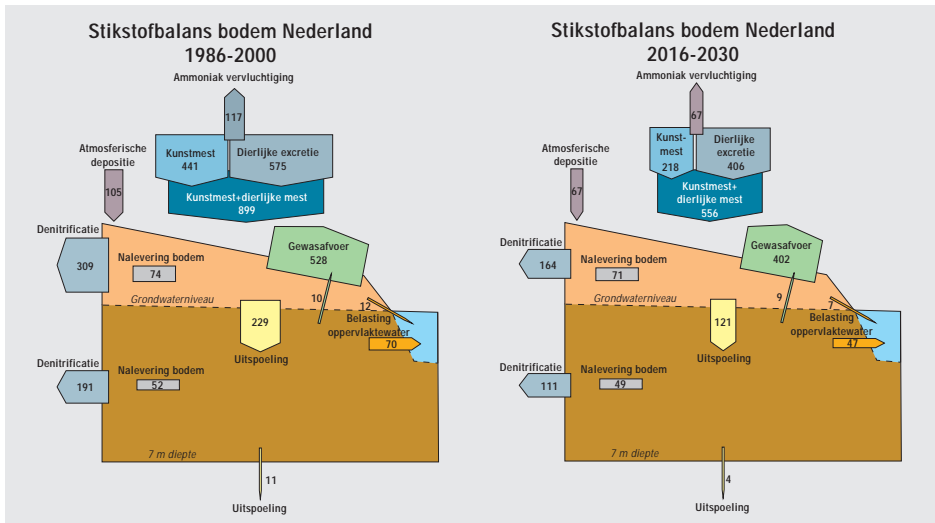 Stikstofbalans bodem Nederland
1986-2000
Ammoniak vervluchtiging
117
Atmosferische
depositie
105
Kunstmest
441
Dierlijke excretie
575
Kunstmest+dierlijke mest
899
Denitrificatie
309
Nalevering bodem
74
Gewasafvoer
528
10
12
Grondwaterniveau
229
Uitspoeling
Belasting
oppervlaktewater
70
Denitrificatie
191
Nalevering bodem
52
7 m diepte
11
Uitspoeling
Stikstofbalans bodem Nederland
2016-2030
Ammoniak vervluchtiging
67
Atmosferische
depositie
67
Kunst-
mest
218
Dierlijke
excretie
406
Kunstmest+
dierlijke mest
556
Denitrificatie
164
Nalevering bodem
71
Gewasafvoer
402
9
7
Grondwaterniveau
121
Uitspoeling
Belasting
oppervlaktewater
47
Denitrificatie
111
Nalevering bodem
49
7 m diepte
4
Uitspoeling